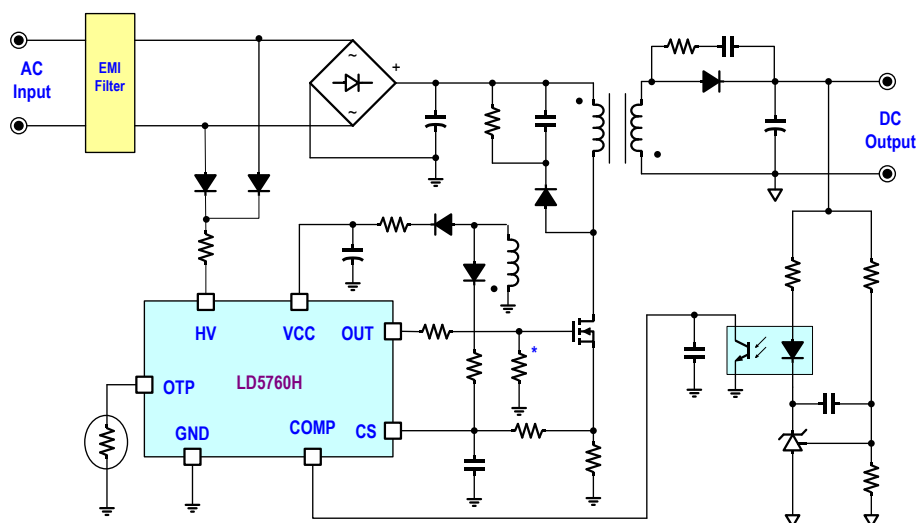 AC
Input
EMI
Filter
~
+
~
DC
Output
HV
VCC
OUT
*
OTP
LD5760H
GND
COMP
CS